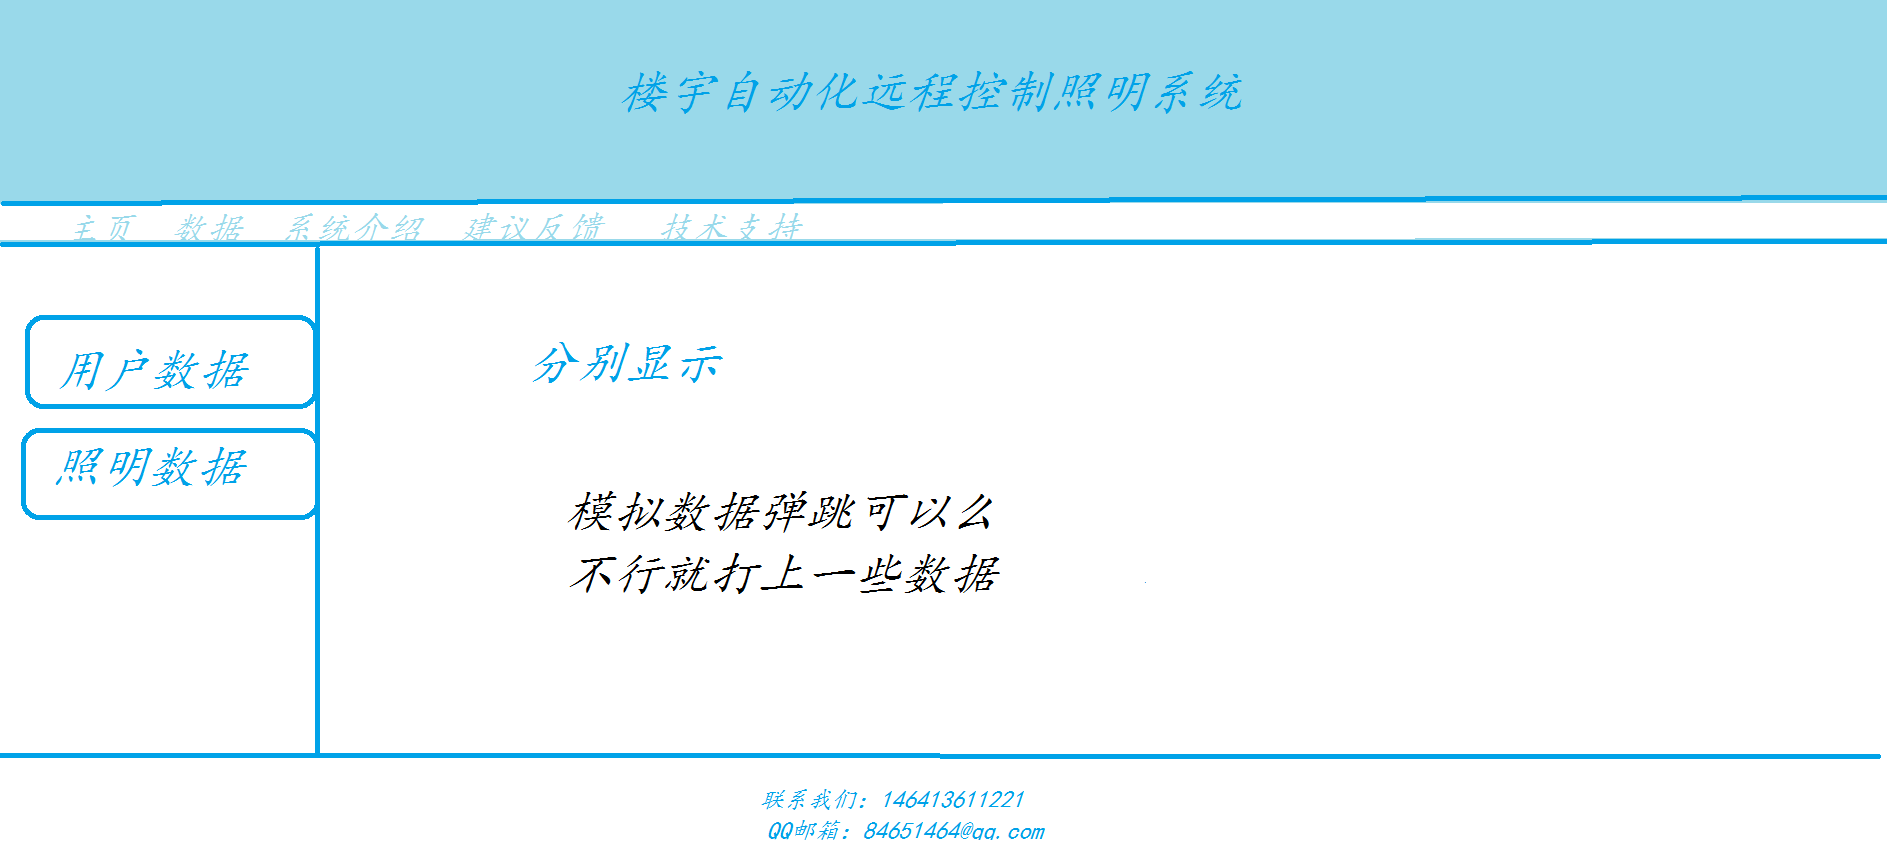 楼宇自动化远程控制照明系统
主页 数据 系统介绍 建议反馈 技术支持
用户数据
照明数据
分别显示
模拟数据弹跳可以么
不行就打上一些数据
联系我们：146413611221
QQ邮箱：84651464@qq.com